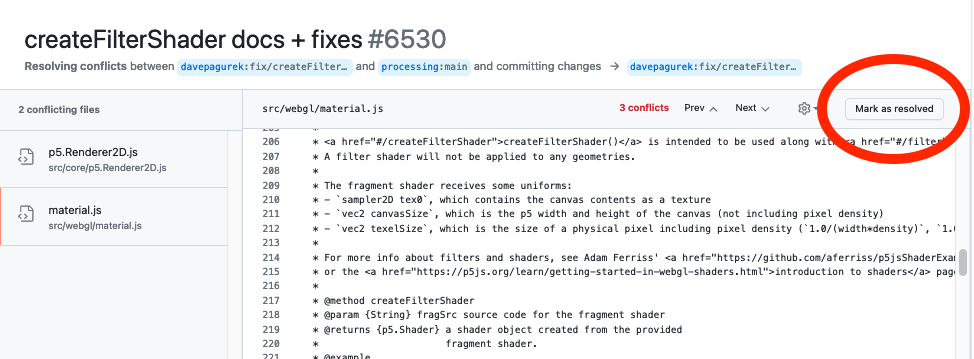 createFilterShader docs + fixes #6530
Resolving conflicts between davepagurek:fix/createFilter… and processing:main and committing changes → davepagurek:fix/createFilter…
2 conflicting files
src/webgl/material.js
3 conflicts Prev Next
Mark as resolved
p5.Renderer2D.js
src/core/p5.Renderer2D.js
material.js
src/webgl/material.js
206 * <a href="#/createFilterShader">createFilterShader()</a> is intended to be used along with <a href="#/filter"
207 * A filter shader will not be applied to any geometries.
208 *
209 * The fragment shader receives some uniforms:
210 * - `sampler2D tex0`, which contains the canvas contents as a texture
211 * - `vec2 canvasSize`, which is the p5 width and height of the canvas (not including pixel density)
212 * - `vec2 texelSize`, which is the size of a physical pixel including pixel density (`1.0/(width*density)`, `1.0
213 *
214 * For more info about filters and shaders, see Adam Ferriss' <a href="https://github.com/aferriss/p5jsShaderExa
215 * or the <a href="https://p5js.org/learn/getting-started-in-webgl-shaders.html">introduction to shaders</a> page
216 *
217 * @method createFilterShader
218 * @param {String} fragSrc source code for the fragment shader
219 * @returns {p5.Shader} a shader object created from the provided
220 * fragment shader.
221 * @example